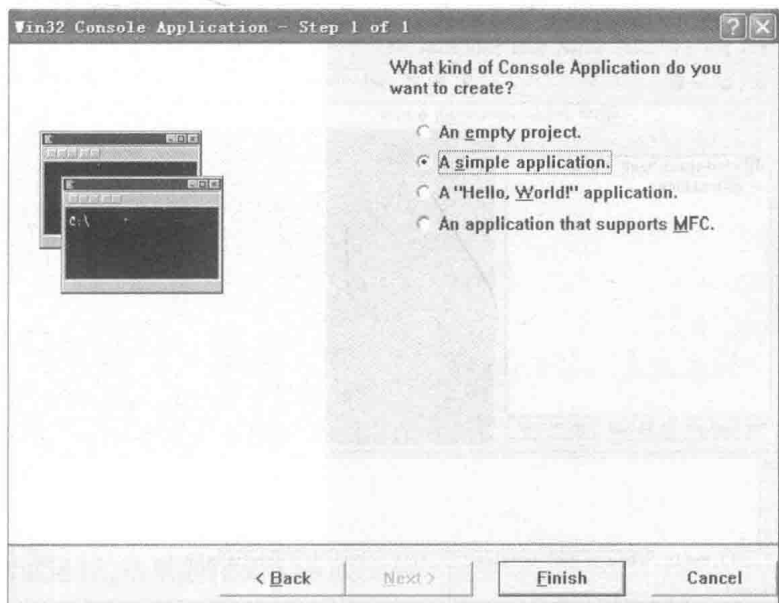 Win32 Console Application - Step 1 of 1
What kind of Console Application do you
want to create?
An empty project.
A simple application.
A "Hello, World!" application.
An application that supports MFC.
C:\
< Back
Next >
Finish
Cancel